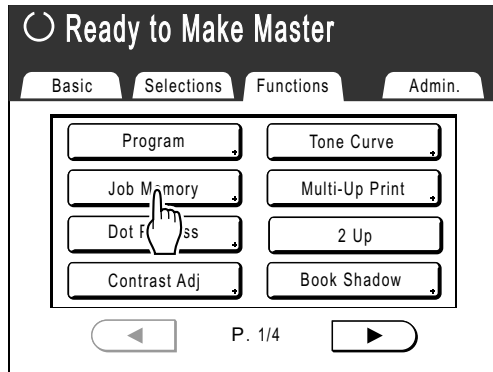 Ready to Make Master
Basic Selections Functions Admin.
Program Tone Curve
Job Memory Multi-Up Print
2 Up
Contrast Adj Book Shadow
P. 1/4